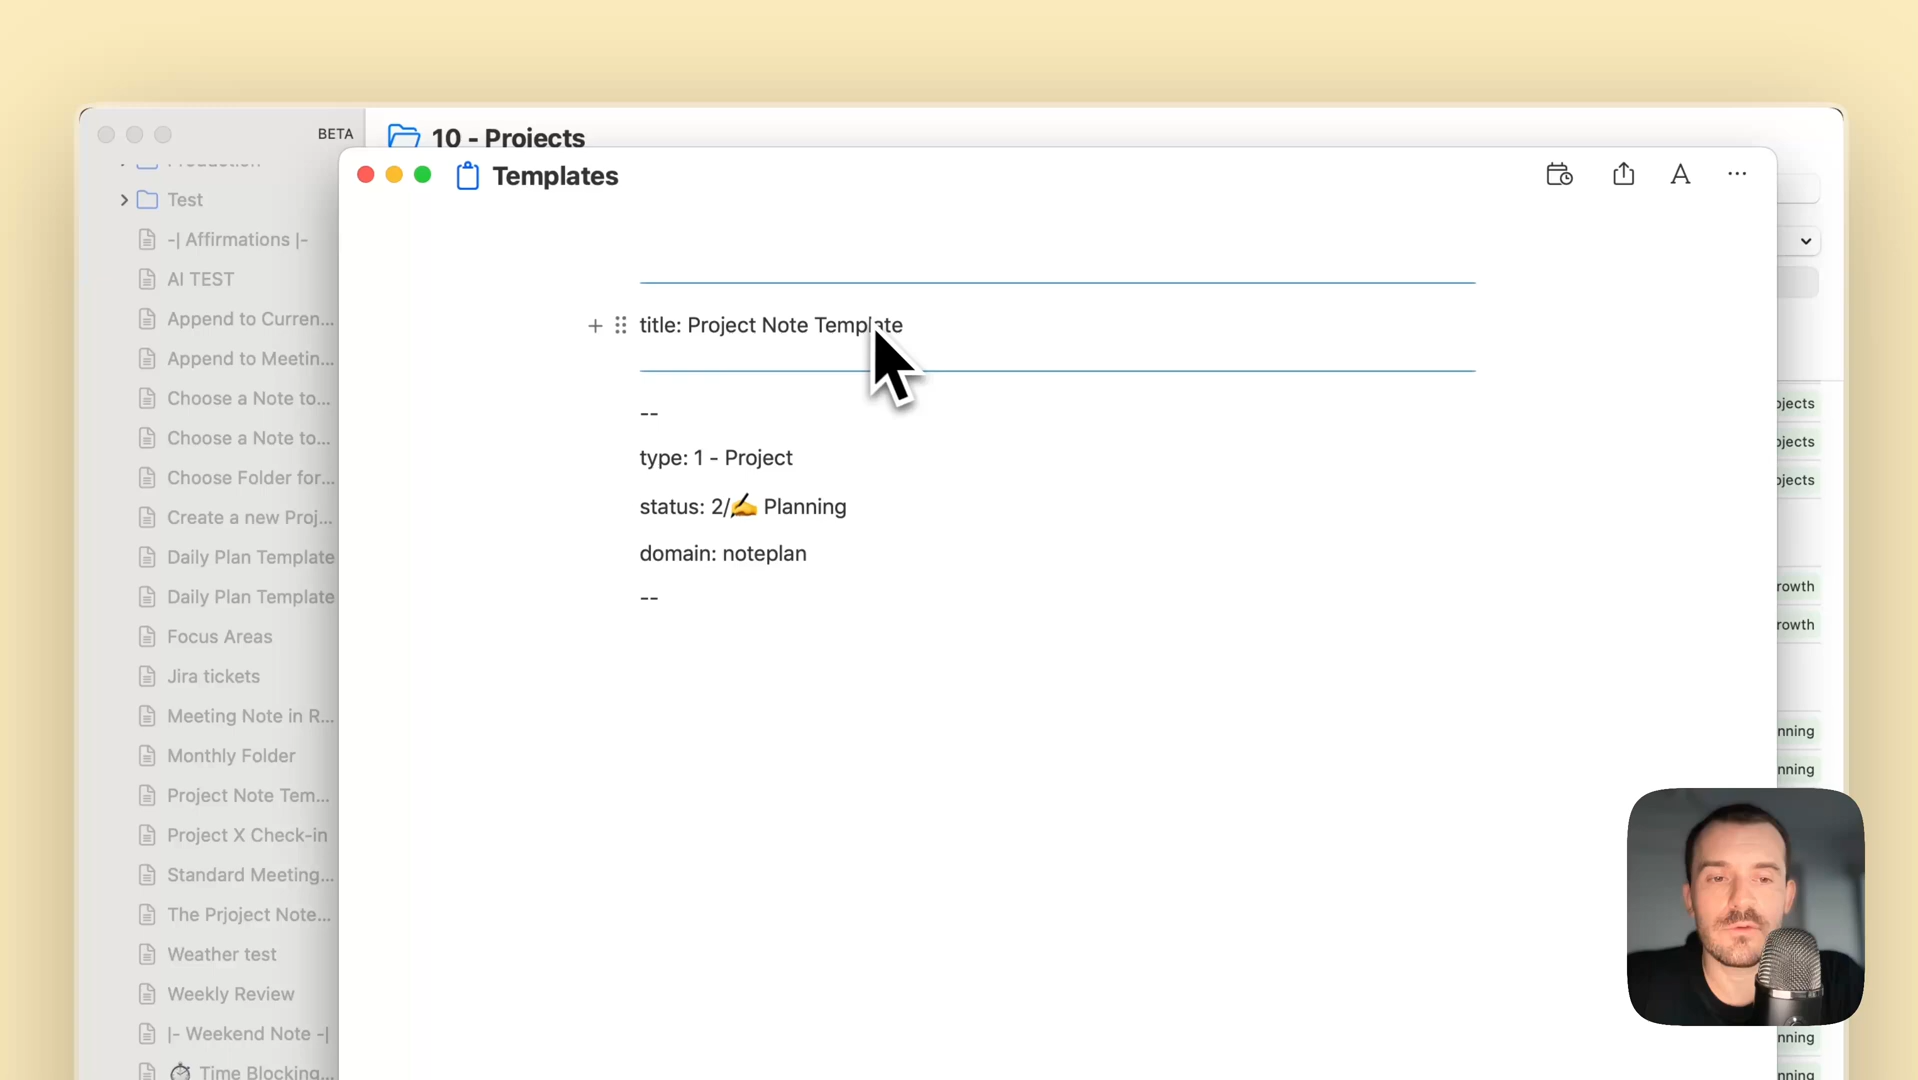 BETA
10 - Projects
Templates
Test
-| Affirmations |-
AI TEST
Append to Curren...
Append to Meetin...
Choose a Note to...
Choose a Note to...
Choose Folder for...
Create a new Proj...
Daily Plan Template
Daily Plan Template
Focus Areas
Jira tickets
Meeting Note in R...
Monthly Folder
Project Note Tem...
Project X Check-in
Standard Meeting...
The Prjoject Note...
Weather test
Weekly Review
|- Weekend Note -|
⏱ Time Blocking...
title: Project Note Template
--
type: 1 - Project
status: 2/✍️ Planning
domain: noteplan
--
ojects
ojects
ojects
rowth
rowth
nning
nning
nning
nning